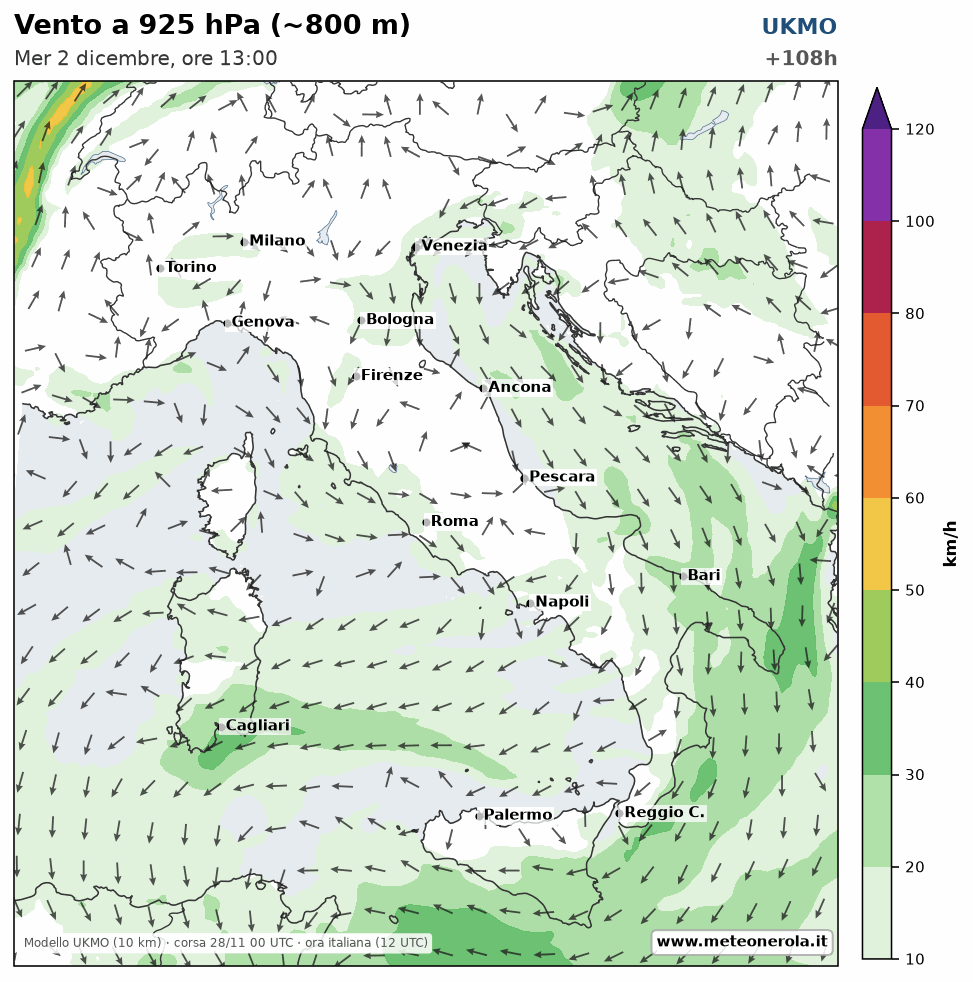 Vento a 925 hPa (~800 m)
UKMO
Mer 2 dicembre, ore 13:00
+108h
Milano
Venezia
Torino
Genova
Bologna
Firenze
Ancona
Pescara
Roma
Bari
Napoli
Cagliari
Palermo
Reggio C.
Modello UKMO (10 km) · corsa 28/11 00 UTC · ora italiana (12 UTC)
www.meteonerola.it
120
100
80
70
60
50
40
30
20
10
km/h